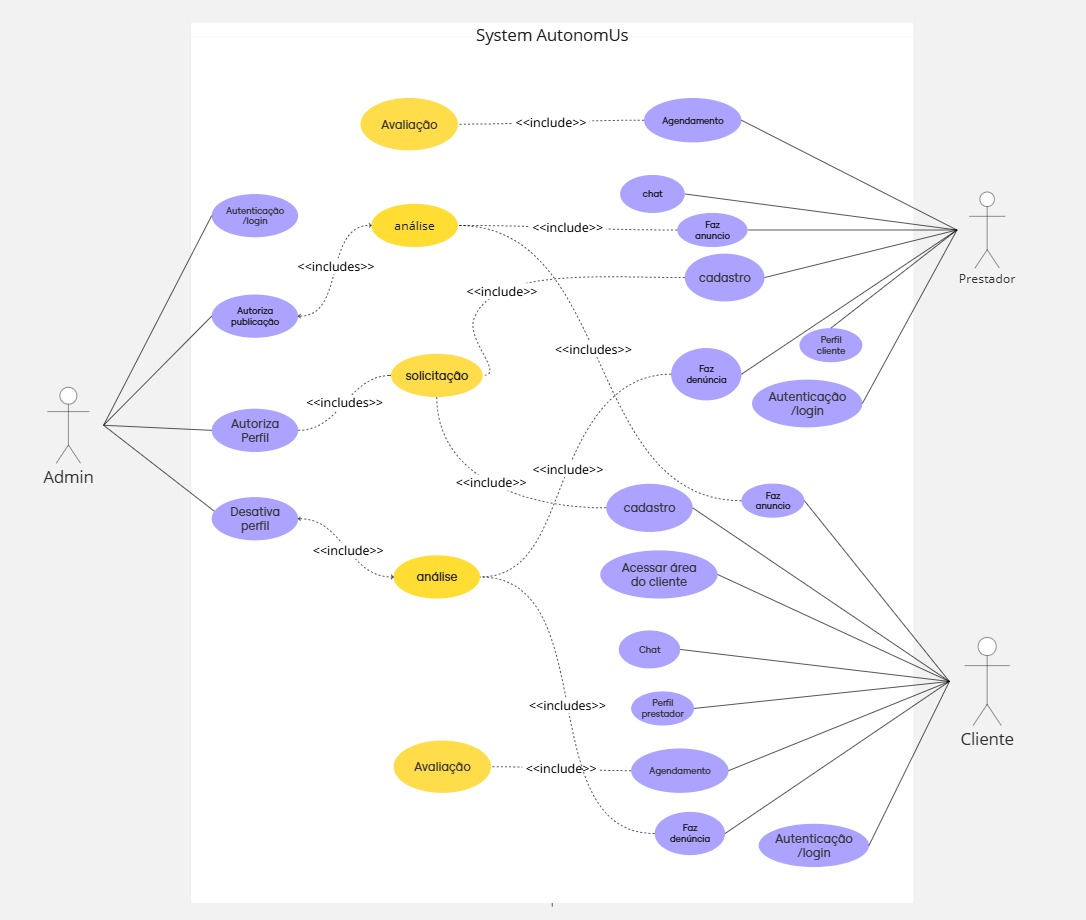 System AutonomUs
Avaliação
<<include>>
Agendamento
chat
Autenticação
/login
análise
<<include>>
Faz
anuncio
Prestador
<<includes>>
cadastro
<<include>>
Autoriza
publicação
<<includes>>
Perfil
cliente
solicitação
Faz
denúncia
<<includes>>
Autenticação
/login
Autoriza
Perfil
Admin
<<include>>
<<include>>
Faz
anuncio
cadastro
Desativa
perfil
<<include>>
análise
Acessar área
do cliente
Chat
<<includes>>
Perfil
prestador
Cliente
Avaliação
<<include>>
Agendamento
Faz
denúncia
Autenticação
/login